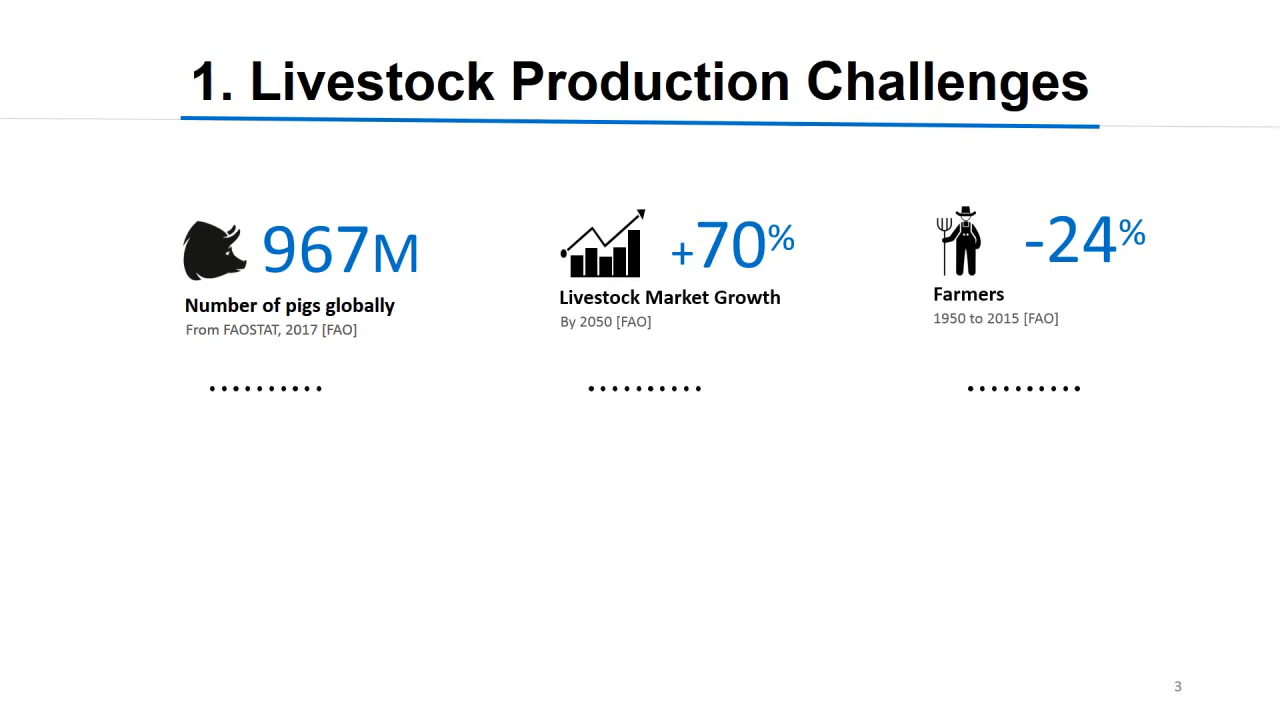 1. Livestock Production Challenges
967M
Number of pigs globally
From FAOSTAT, 2017 [FAO]
+70%
Livestock Market Growth
By 2050 [FAO]
-24%
Farmers
1950 to 2015 [FAO]
..........
..........
..........
3